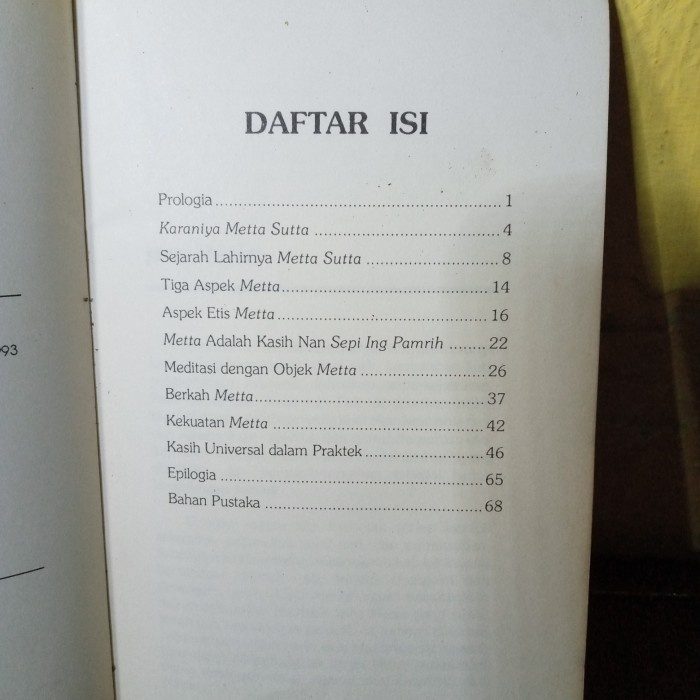 93
DAFTAR ISI
Prologia ........ 1
Karaniya Metta Sutta ........ 4
Sejarah Lahirnya Metta Sutta ........ 8
Tiga Aspek Metta ........ 14
Aspek Etis Metta ........ 16
Metta Adalah Kasih Nan Sepi Ing Pamrih ........ 22
Meditasi dengan Objek Metta ........ 26
Berkah Metta ........ 37
Kekuatan Metta ........ 42
Kasih Universal dalam Praktek ........ 46
Epilogia ........ 65
Bahan Pustaka ........ 68